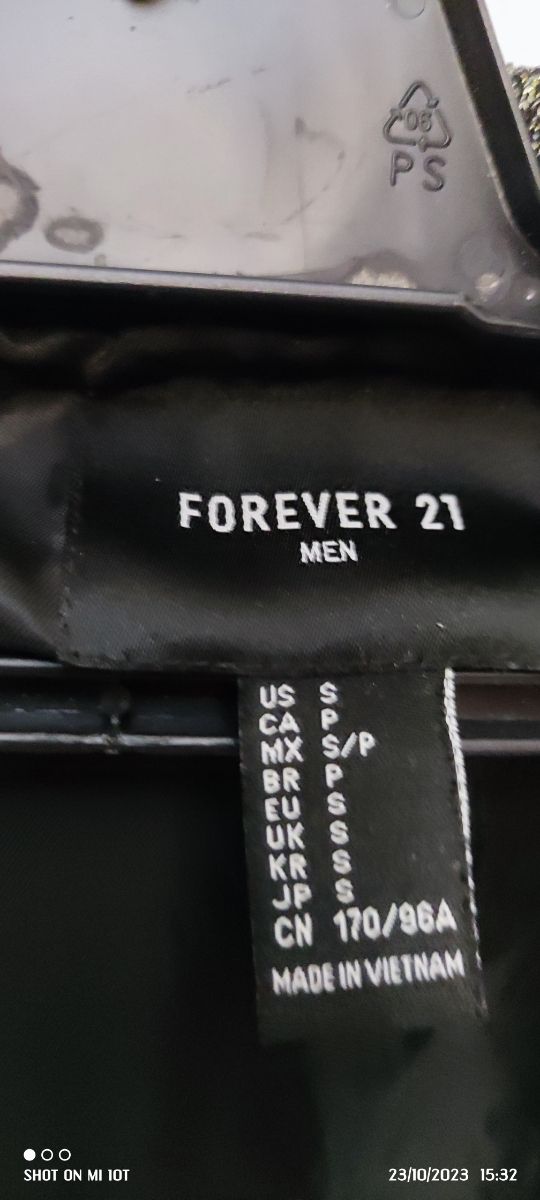 06
PS
FOREVER 21
MEN
US S
CA P
MX S/P
BR P
EU S
UK S
KR S
JP S
CN 170/96A
MADE IN VIETNAM
SHOT ON MI 10T
23/10/2023 15:32